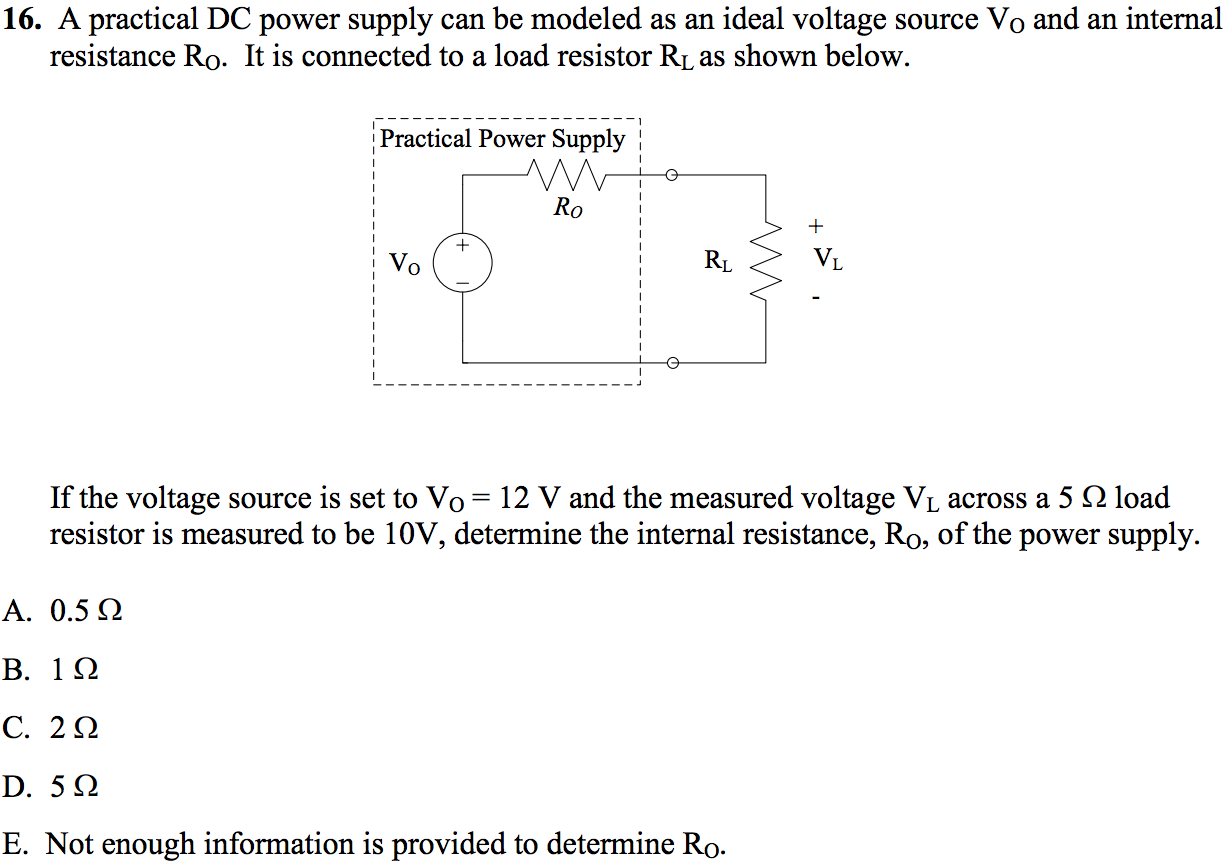 16. A practical DC power supply can be modeled as an ideal voltage source VO and an internal
resistance RO. It is connected to a load resistor RL as shown below.
Practical Power Supply
RO
+
VO
−
RL
+
VL
-
If the voltage source is set to VO = 12 V and the measured voltage VL across a 5 Ω load
resistor is measured to be 10V, determine the internal resistance, RO, of the power supply.
A. 0.5 Ω
B. 1 Ω
C. 2 Ω
D. 5 Ω
E. Not enough information is provided to determine RO.